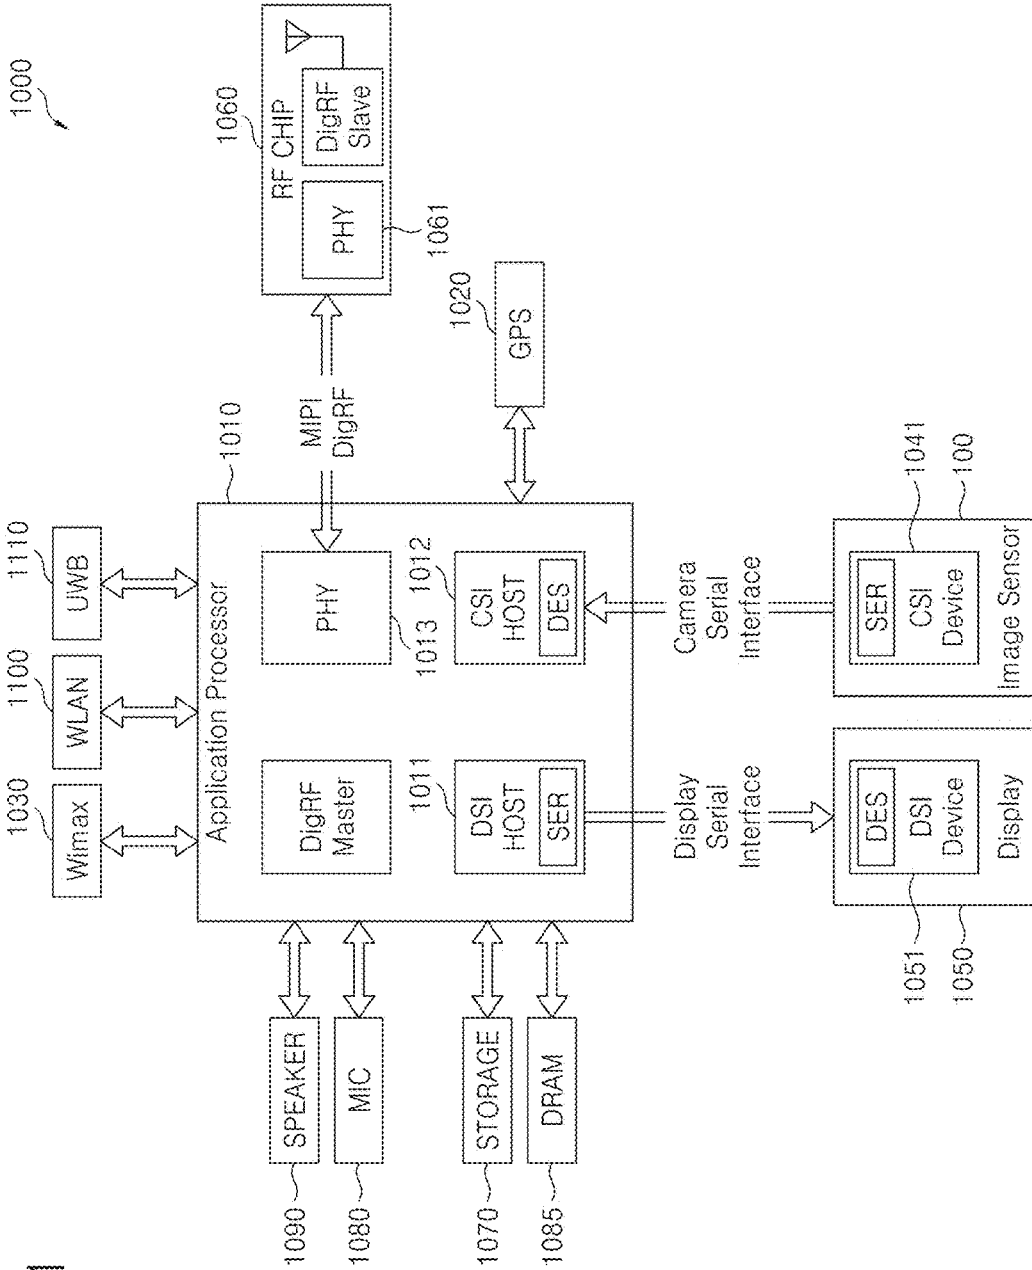 1000
1030
1100
1110
Wimax
WLAN
UWB
1010
1060
Application Processor
RF CHIP
1090
SPEAKER
DigRF
Master
PHY
1013
MIPI
DigRF
PHY
1061
DigRF
Slave
1080
MIC
1011
1012
1020
1070
STORAGE
DSI
HOST
SER
CSI
HOST
DES
GPS
1085
DRAM
Display
Serial
Interface
Camera
Serial
Interface
1051
1050
DES
DSI
Device
Display
SER
CSI
Device
Image Sensor
1041
100